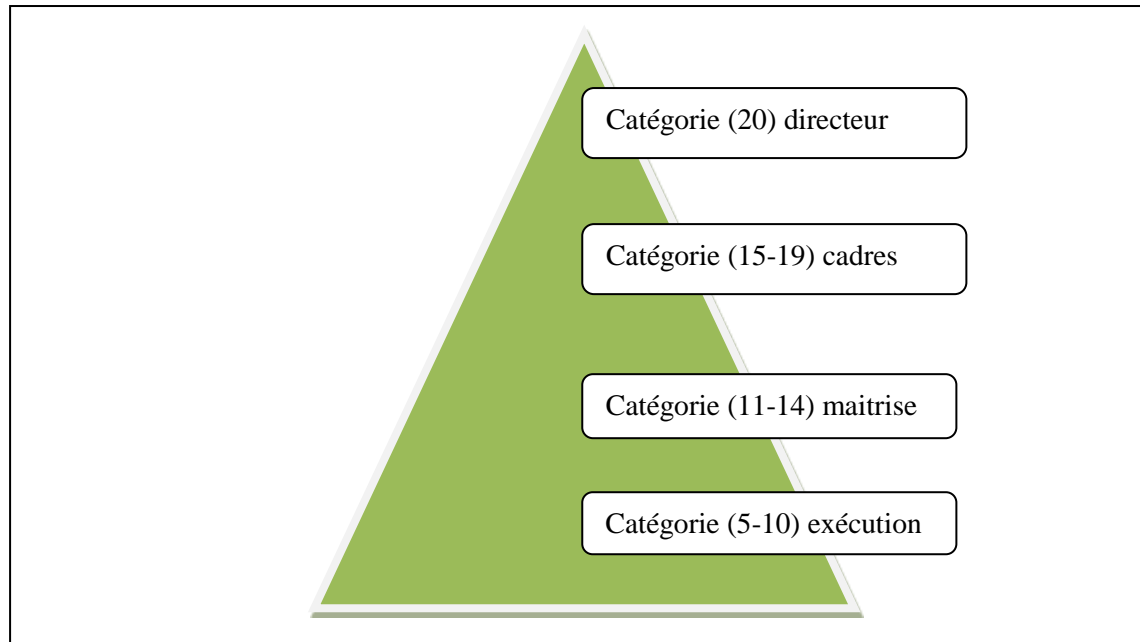 Catégorie (20) directeur
Catégorie (15-19) cadres
Catégorie (11-14) maitrise
Catégorie (5-10) exécution